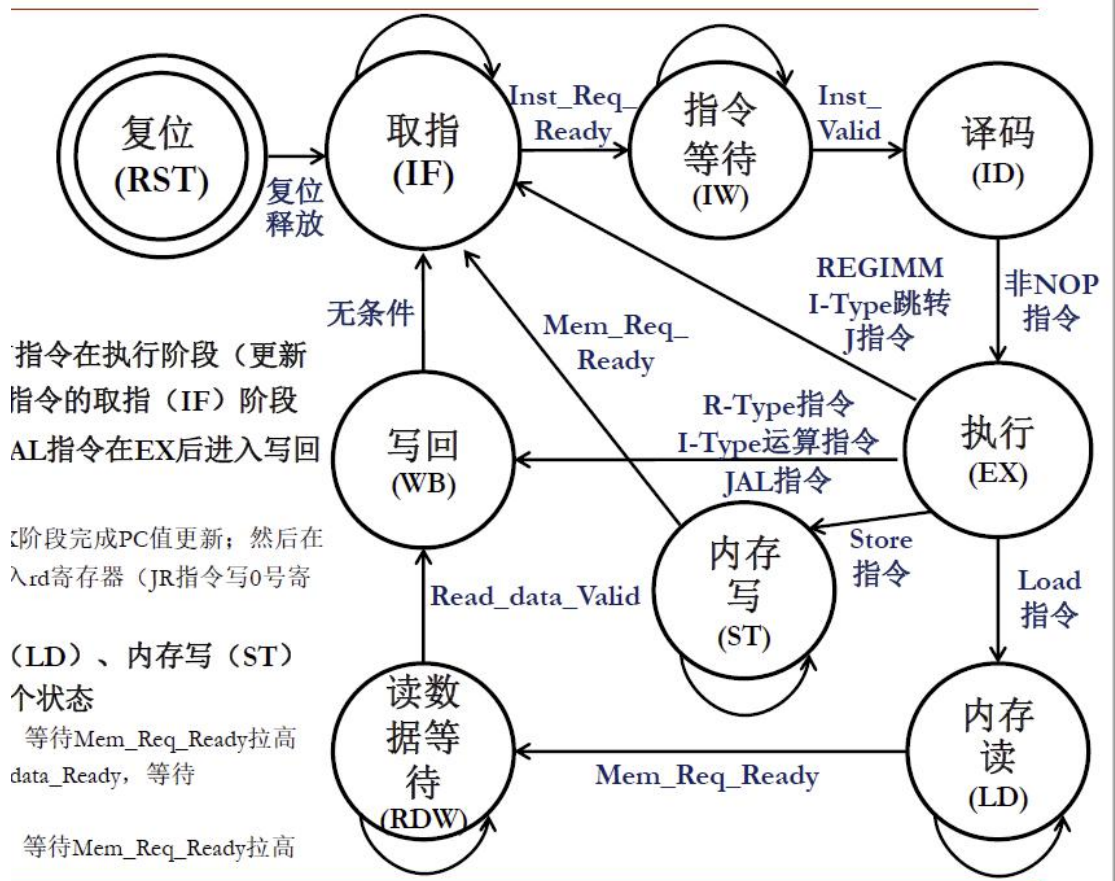 复位
(RST)
复位
释放
取指
(IF)
Inst_Req_
Ready
指令
等待
(IW)
Inst_
Valid
译码
(ID)
非NOP
指令
REGIMM
I-Type跳转
J指令
无条件
Mem_Req_
Ready
指令在执行阶段（更新
指令的取指（IF）阶段
AL指令在EX后进入写回
写回
(WB)
R-Type指令
I-Type运算指令
JAL指令
执行
(EX)
阶段完成PC值更新；然后在
入rd寄存器（JR指令写0号寄
Read_data_Valid
内存
写
(ST)
Store
指令
Load
指令
（LD）、内存写（ST）
个状态
等待Mem_Req_Ready拉高
data_Ready，等待
等待Mem_Req_Ready拉高
读数
据等
待
(RDW)
Mem_Req_Ready
内存
读
(LD)